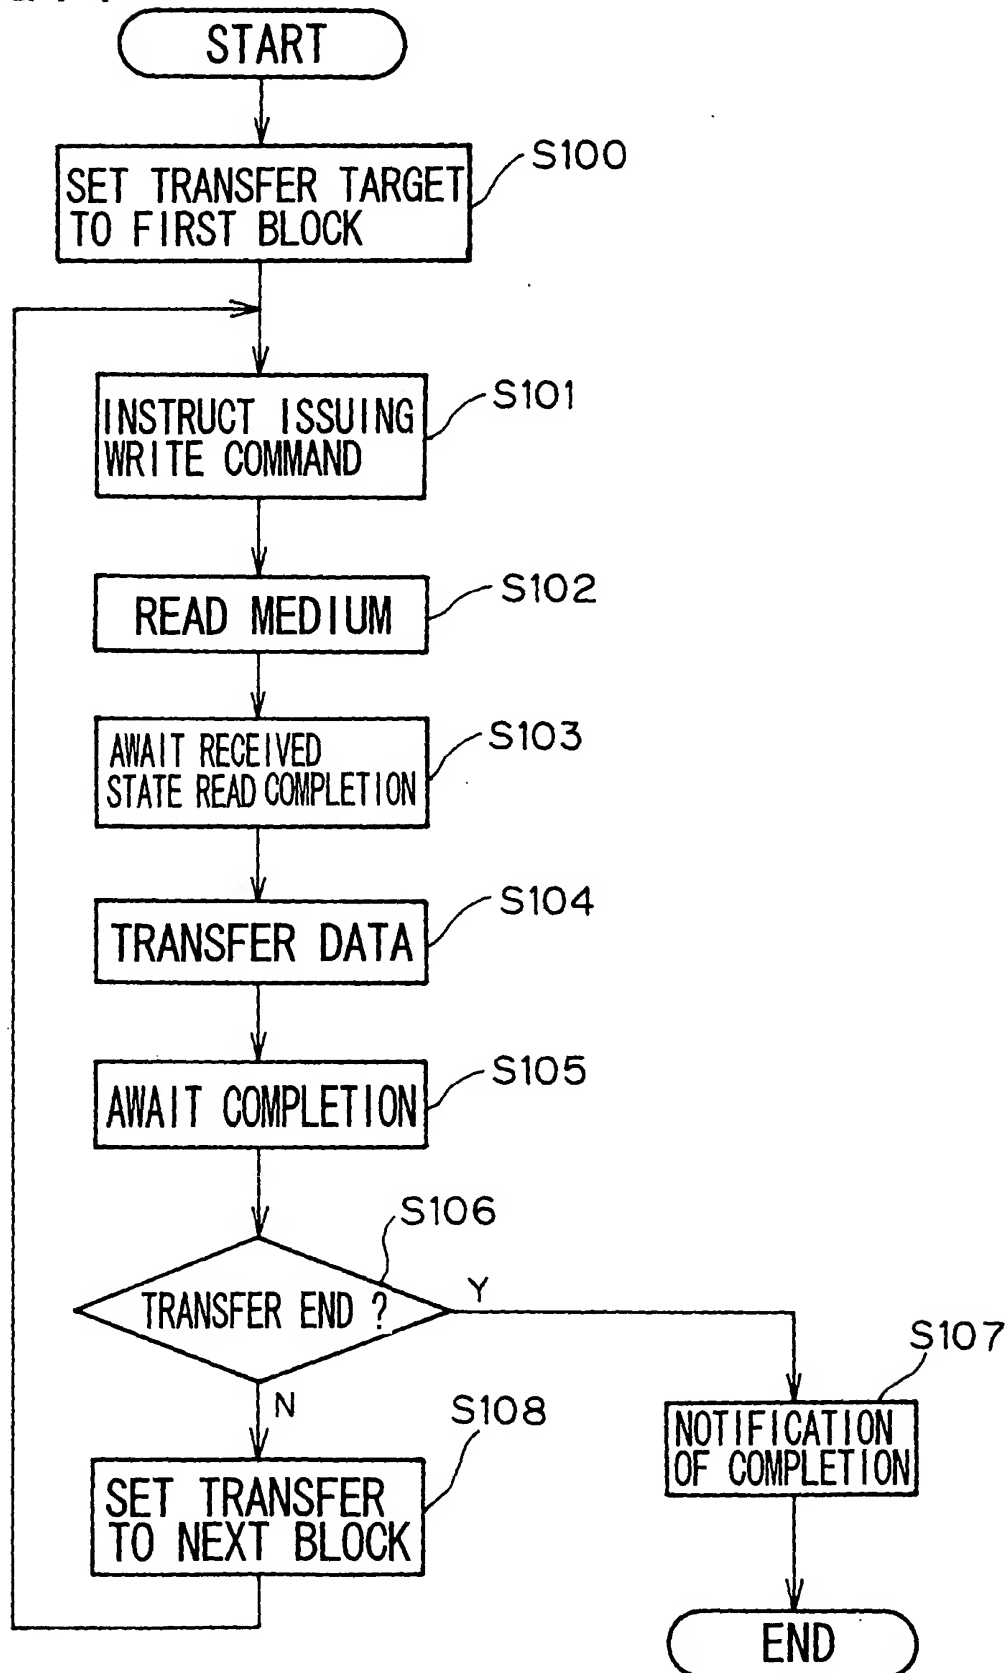 START
S100
SET TRANSFER TARGET
TO FIRST BLOCK
S101
INSTRUCT ISSUING
WRITE COMMAND
S102
READ MEDIUM
S103
AWAIT RECEIVED
STATE READ COMPLETION
S104
TRANSFER DATA
S105
AWAIT COMPLETION
S106
TRANSFER END ?
Y
N
S107
NOTIFICATION
OF COMPLETION
S108
SET TRANSFER
TO NEXT BLOCK
END